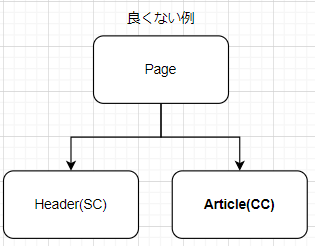 良くない例
Page
Header(SC)
Article(CC)